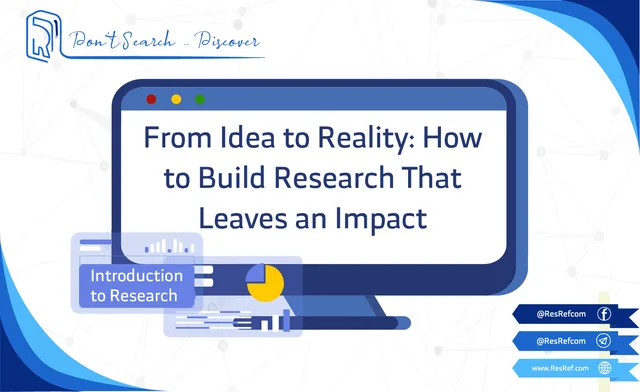 Don't Search .. Discover
From Idea to Reality: How
to Build Research That
Leaves an Impact
Introduction
to Research
@ResRefcom
@ResRefcom
www.ResRef.com